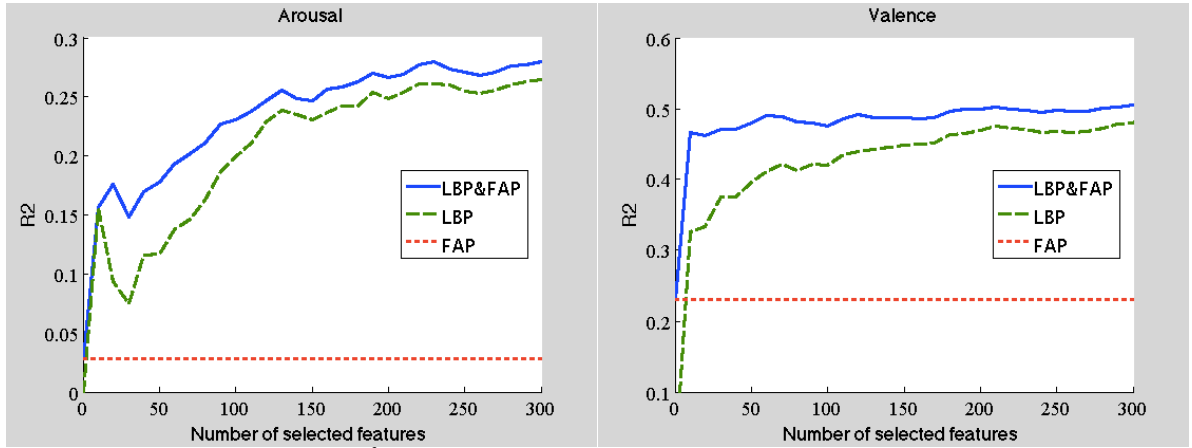 Arousal
0.3
0.25
0.2
0.15
0.1
0.05
0
R2
LBP&FAP
LBP
FAP
0 50 100 150 200 250 300
Number of selected features
Valence
0.6
0.5
0.4
0.3
0.2
0.1
R2
LBP&FAP
LBP
FAP
0 50 100 150 200 250 300
Number of selected features